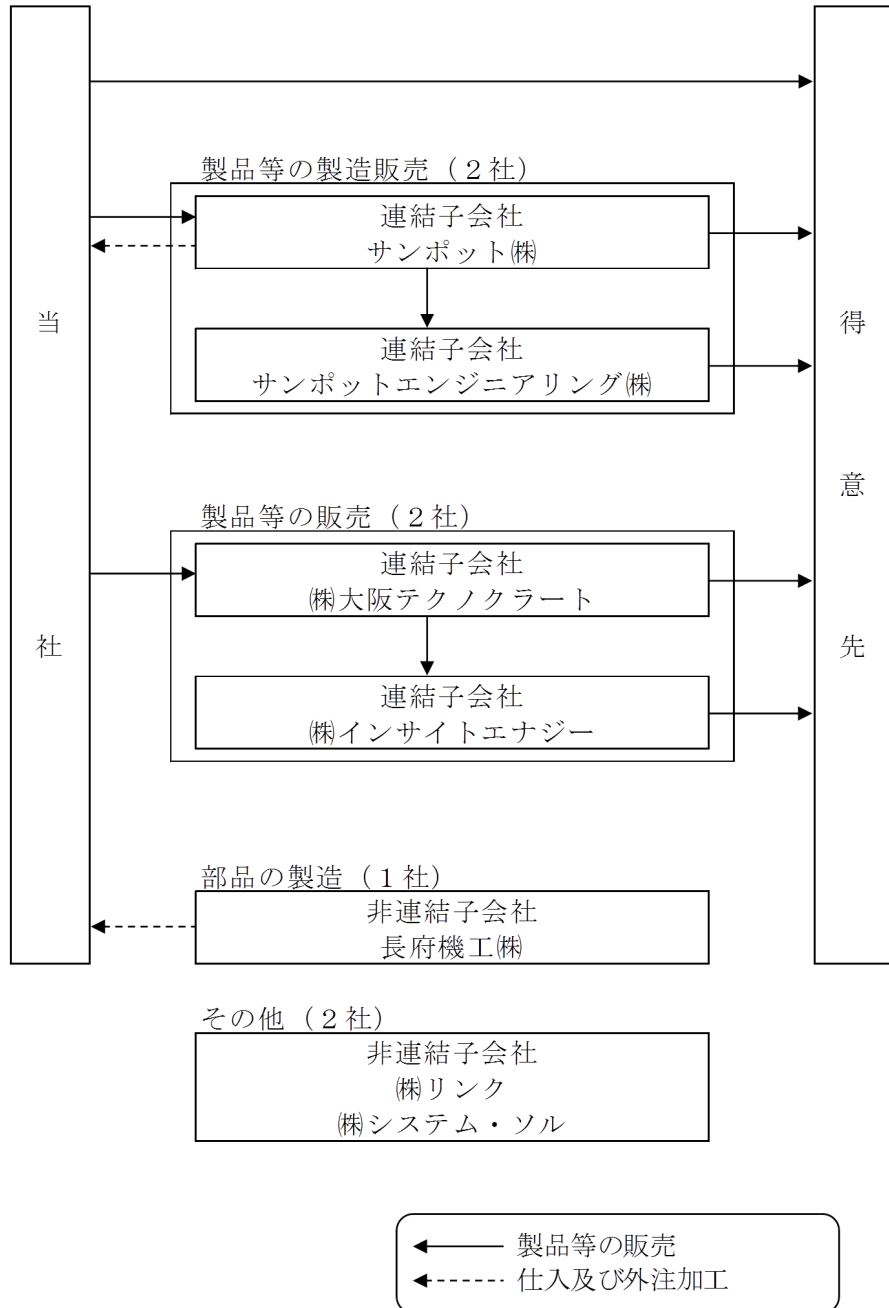 当社
得意先
製品等の製造販売（２社）
連結子会社
サンポット㈱
連結子会社
サンポットエンジニアリング㈱
製品等の販売（２社）
連結子会社
㈱大阪テクノクラート
連結子会社
㈱インサイトエナジー
部品の製造（１社）
非連結子会社
長府機工㈱
その他（２社）
非連結子会社
㈱リンク
㈱システム・ソル
製品等の販売
仕入及び外注加工